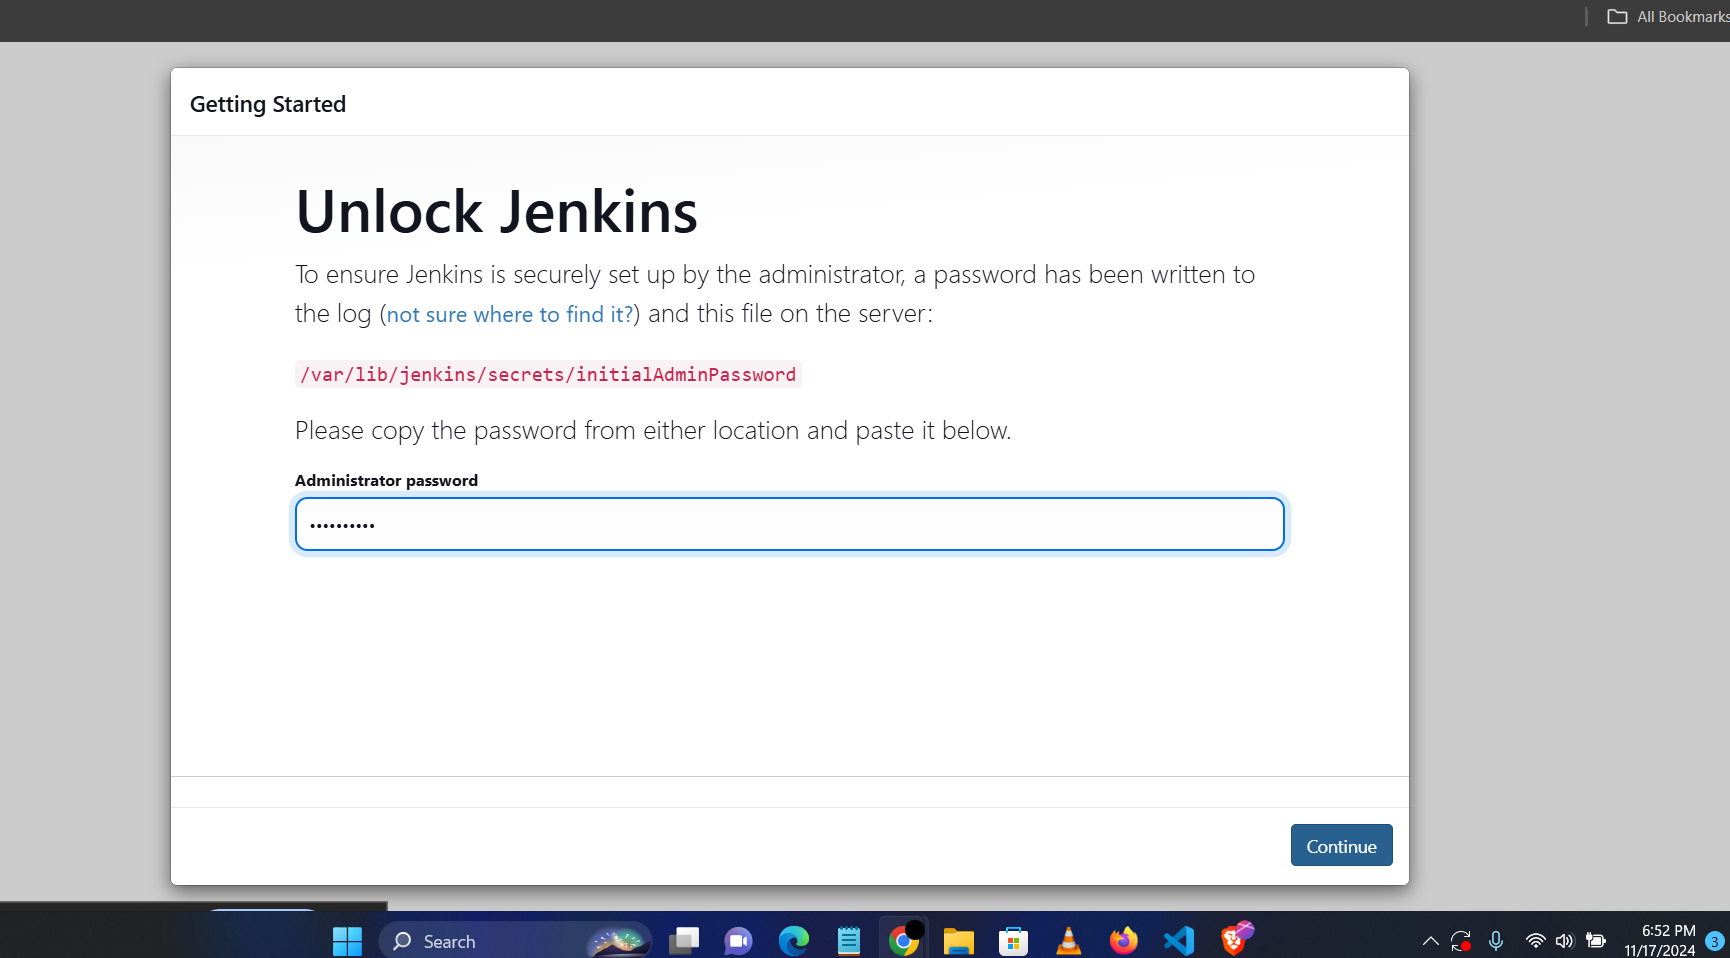 All Bookmarks
Getting Started
Unlock Jenkins
To ensure Jenkins is securely set up by the administrator, a password has been written to
the log (not sure where to find it?) and this file on the server:
/var/lib/jenkins/secrets/initialAdminPassword
Please copy the password from either location and paste it below.
Administrator password
••••••••••
Continue
Search
6:52 PM
11/17/2024
3